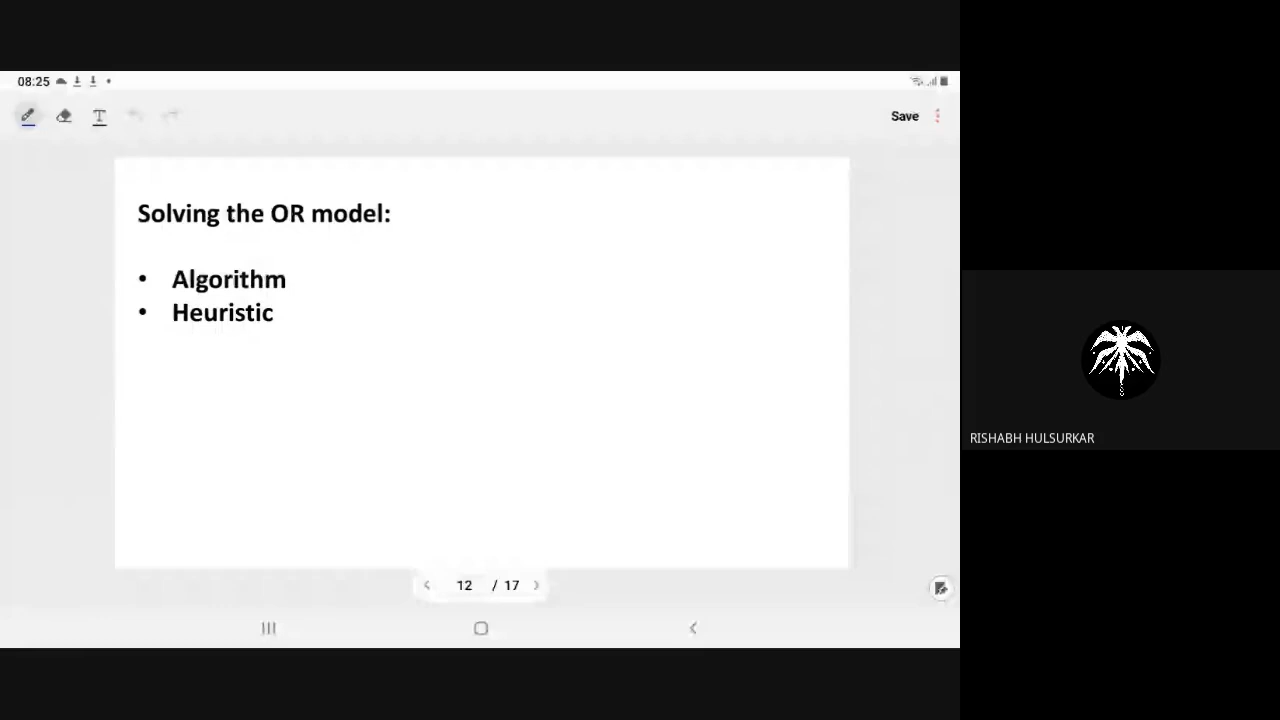 08:25
Save
Solving the OR model:
• Algorithm
• Heuristic
12 / 17
RISHABH HULSURKAR